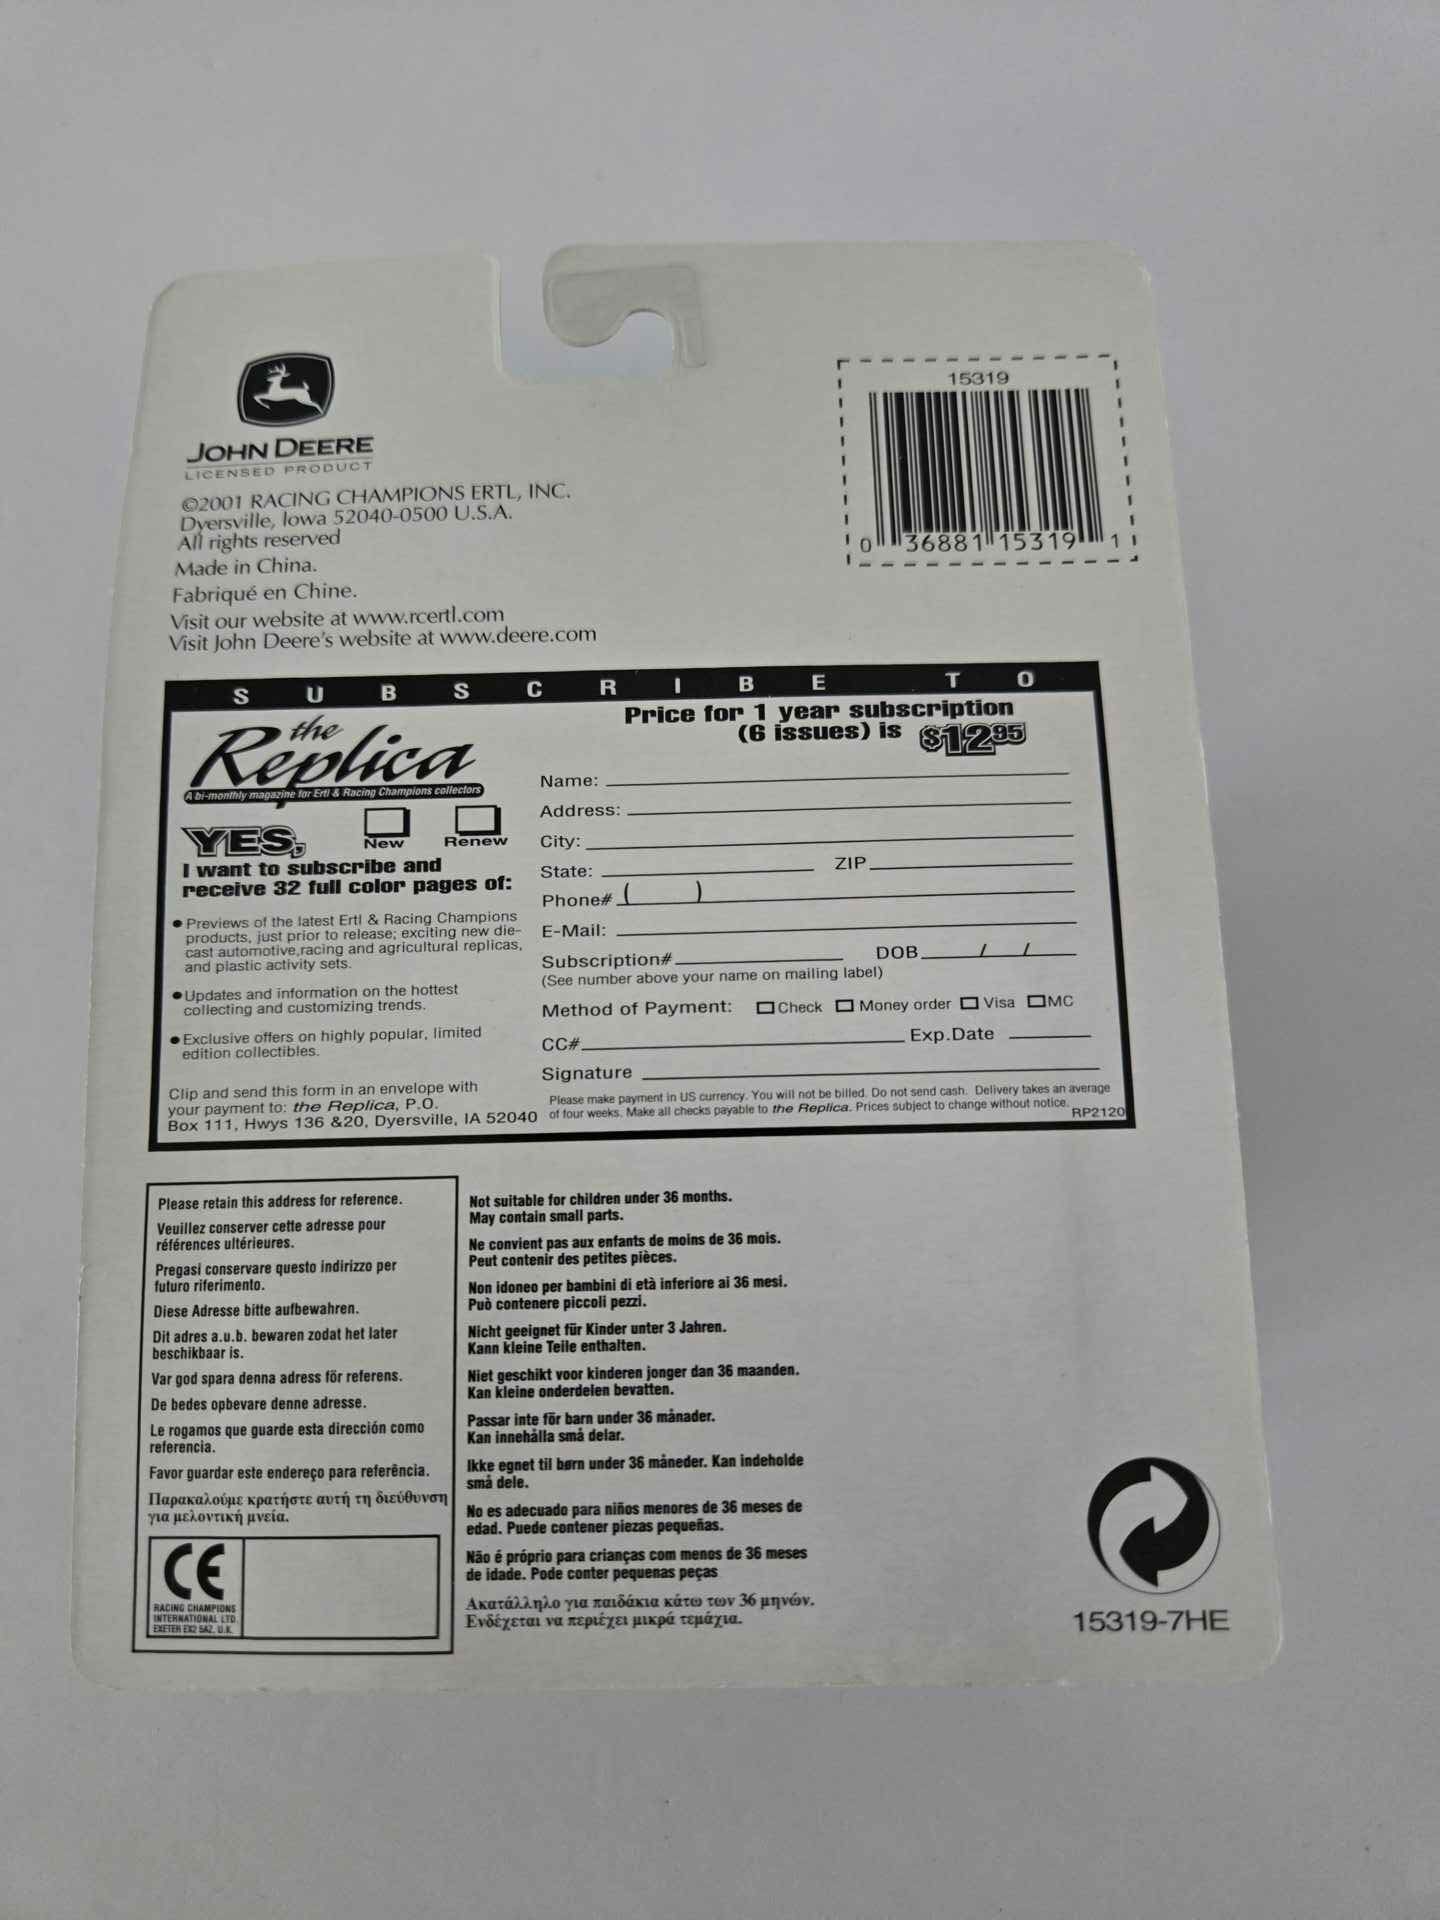 JOHN DEERE
LICENSED PRODUCT
©2001 RACING CHAMPIONS ERTL, INC.
Dyersville, Iowa 52040-0500 U.S.A.
All rights reserved
Made in China.
Fabriqué en Chine.
Visit our website at www.rcertl.com
Visit John Deere's website at www.deere.com
15319
0 36881 15319 1
SUBSCRIBE TO
the
Replica
A bi-monthly magazine for Ertl & Racing Champions collectors
YES,
New Renew
I want to subscribe and
receive 32 full color pages of:
• Previews of the latest Ertl & Racing Champions
products, just prior to release; exciting new die-
cast automotive,racing and agricultural replicas,
and plastic activity sets.
• Updates and information on the hottest
collecting and customizing trends.
• Exclusive offers on highly popular, limited
edition collectibles.
Clip and send this form in an envelope with
your payment to: the Replica, P.O.
Box 111, Hwys 136 &20, Dyersville, IA 52040
Price for 1 year subscription
(6 issues) is $12.95
Name:
Address:
City:
State: ZIP
Phone# ( )
E-Mail:
Subscription# DOB / /
(See number above your name on mailing label)
Method of Payment: Check Money order Visa MC
CC# Exp.Date
Signature
Please make payment in US currency. You will not be billed. Do not send cash. Delivery takes an average
of four weeks. Make all checks payable to the Replica. Prices subject to change without notice.
RP2120
Please retain this address for reference.
Veuillez conserver cette adresse pour
références ultérieures.
Pregasi conservare questo indirizzo per
futuro riferimento.
Diese Adresse bitte aufbewahren.
Dit adres a.u.b. bewaren zodat het later
beschikbaar is.
Var god spara denna adress för referens.
De bedes opbevare denne adresse.
Le rogamos que guarde esta dirección como
referencia.
Favor guardar este endereço para referência.
Παρακαλούμε κρατήστε αυτή τη διεύθυνση
για μελοντική μνεία.
CE
RACING CHAMPIONS
INTERNATIONAL LTD.
EXETER EX2 5AZ, U.K.
Not suitable for children under 36 months.
May contain small parts.
Ne convient pas aux enfants de moins de 36 mois.
Peut contenir des petites pièces.
Non idoneo per bambini di età inferiore ai 36 mesi.
Può contenere piccoli pezzi.
Nicht geeignet für Kinder unter 3 Jahren.
Kann kleine Teile enthalten.
Niet geschikt voor kinderen jonger dan 36 maanden.
Kan kleine onderdelen bevatten.
Passar inte för barn under 36 månader.
Kan innehålla små delar.
Ikke egnet til børn under 36 måneder. Kan indeholde
små dele.
No es adecuado para niños menores de 36 meses de
edad. Puede contener piezas pequeñas.
Não é próprio para crianças com menos de 36 meses
de idade. Pode conter pequenas peças
Ακατάλληλο για παιδάκια κάτω των 36 μηνών.
Ενδέχεται να περιέχει μικρά τεμάχια.
15319-7HE